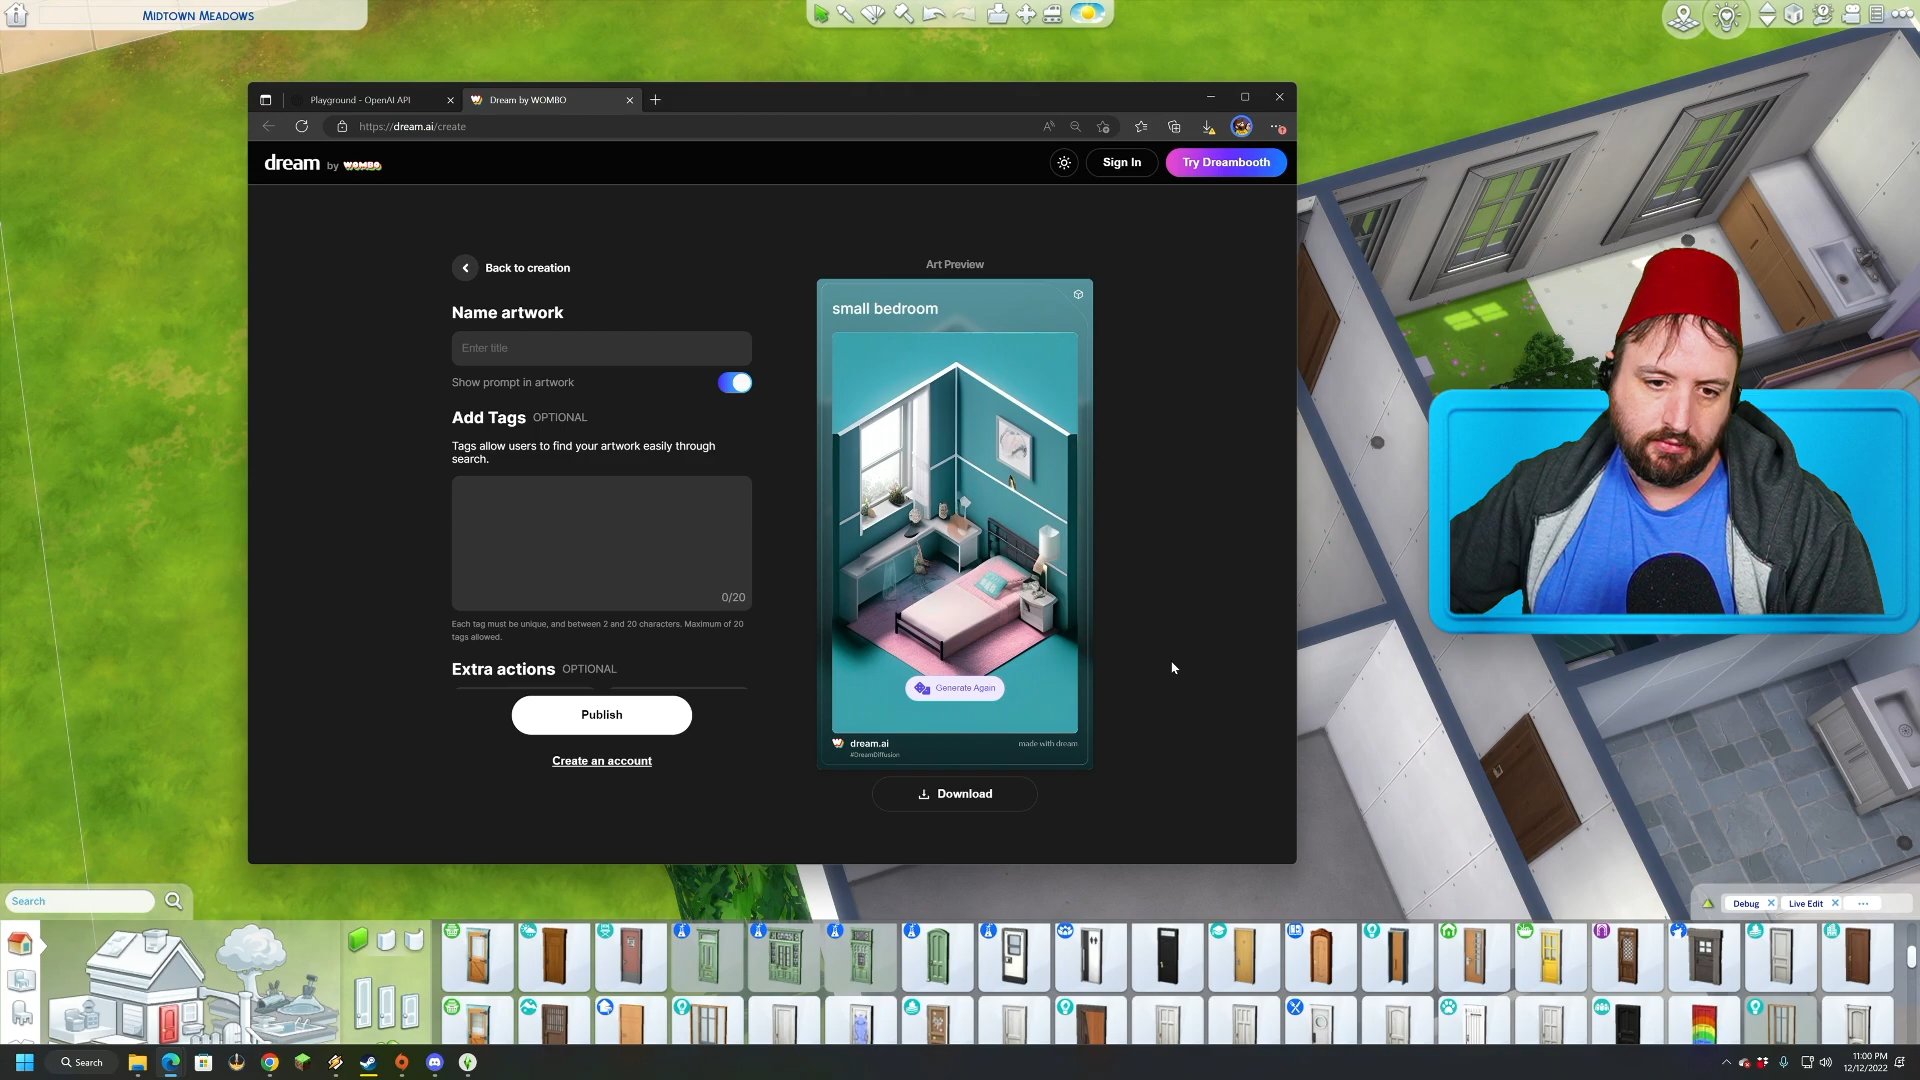 MIDTOWN MEADOWS
Playground - OpenAI API
Dream by WOMBO
https://dream.ai/create
dream by WOMBO
Sign In
Try Dreambooth
Back to creation
Name artwork
Enter title
Show prompt in artwork
Add Tags OPTIONAL
Tags allow users to find your artwork easily through
search.
0/20
Each tag must be unique, and between 2 and 20 characters. Maximum of 20
tags allowed.
Extra actions OPTIONAL
Publish
Create an account
Art Preview
small bedroom
Generate Again
dream.ai
#DreamDiffusion
made with dream
Download
Search
Debug
Live Edit
Search
11:00 PM
12/12/2022